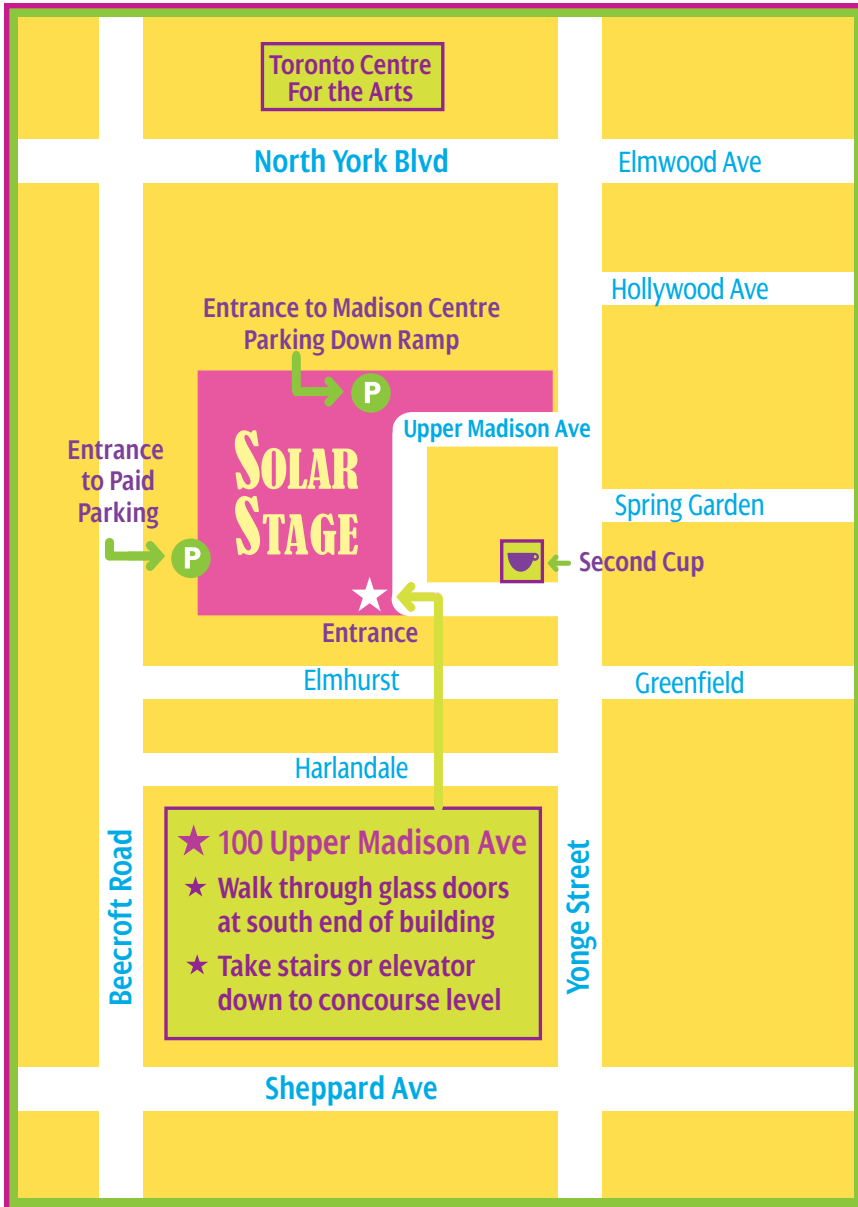 Toronto Centre
For the Arts
North York Blvd
Elmwood Ave
Hollywood Ave
Entrance to Madison Centre
Parking Down Ramp
P
Upper Madison Ave
SOLAR
STAGE
Entrance
to Paid
Parking
P
Spring Garden
Second Cup
Entrance
Elmhurst
Greenfield
Harlandale
100 Upper Madison Ave
Walk through glass doors
at south end of building
Take stairs or elevator
down to concourse level
Beecroft Road
Yonge Street
Sheppard Ave